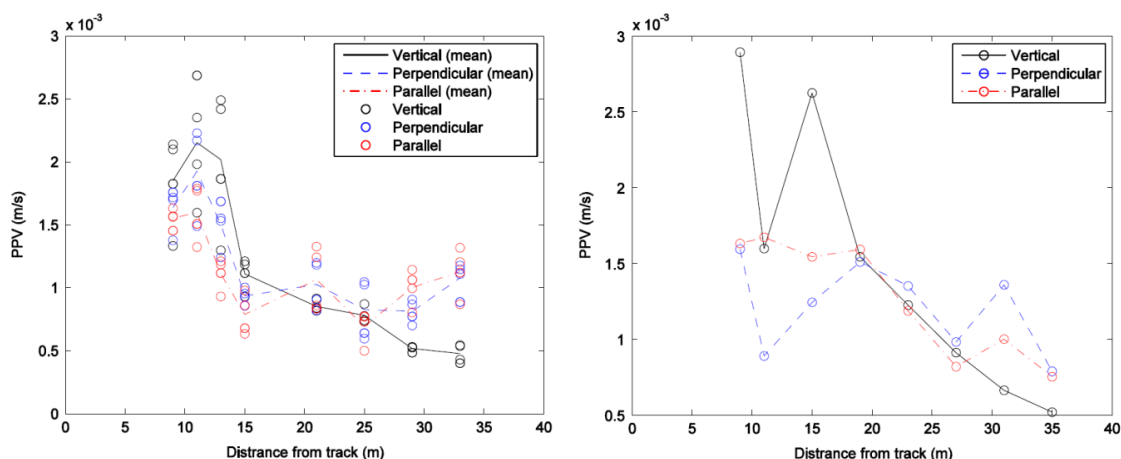 x 10⁻³
3
2.5
2
1.5
1
0.5
0
PPV (m/s)
Vertical (mean)
Perpendicular (mean)
Parallel (mean)
Vertical
Perpendicular
Parallel
0 5 10 15 20 25 30 35 40
Distance from track (m)
x 10⁻³
3
2.5
2
1.5
1
0.5
PPV (m/s)
Vertical
Perpendicular
Parallel
0 5 10 15 20 25 30 35 40
Distance from track (m)